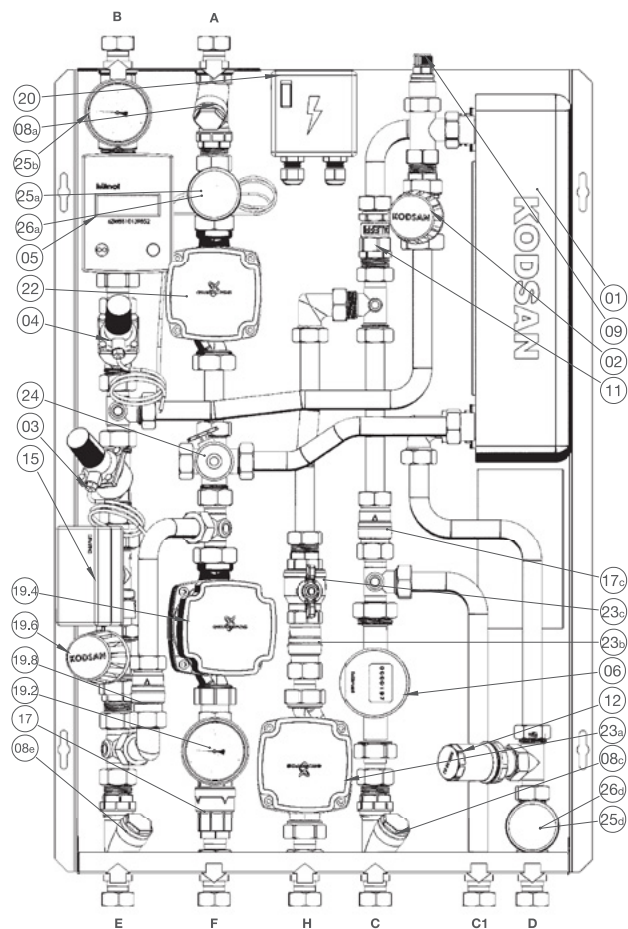 B A
20
08a
25b
25a
26a
05
22
04
24
03
15
19.4
19.6
19.8
19.2
17
08e
KODSAN
KODSAN
KODSAN
01
09
02
11
17c
23c
23b
06
12
23a
08c
26d
25d
E F H C C1 D